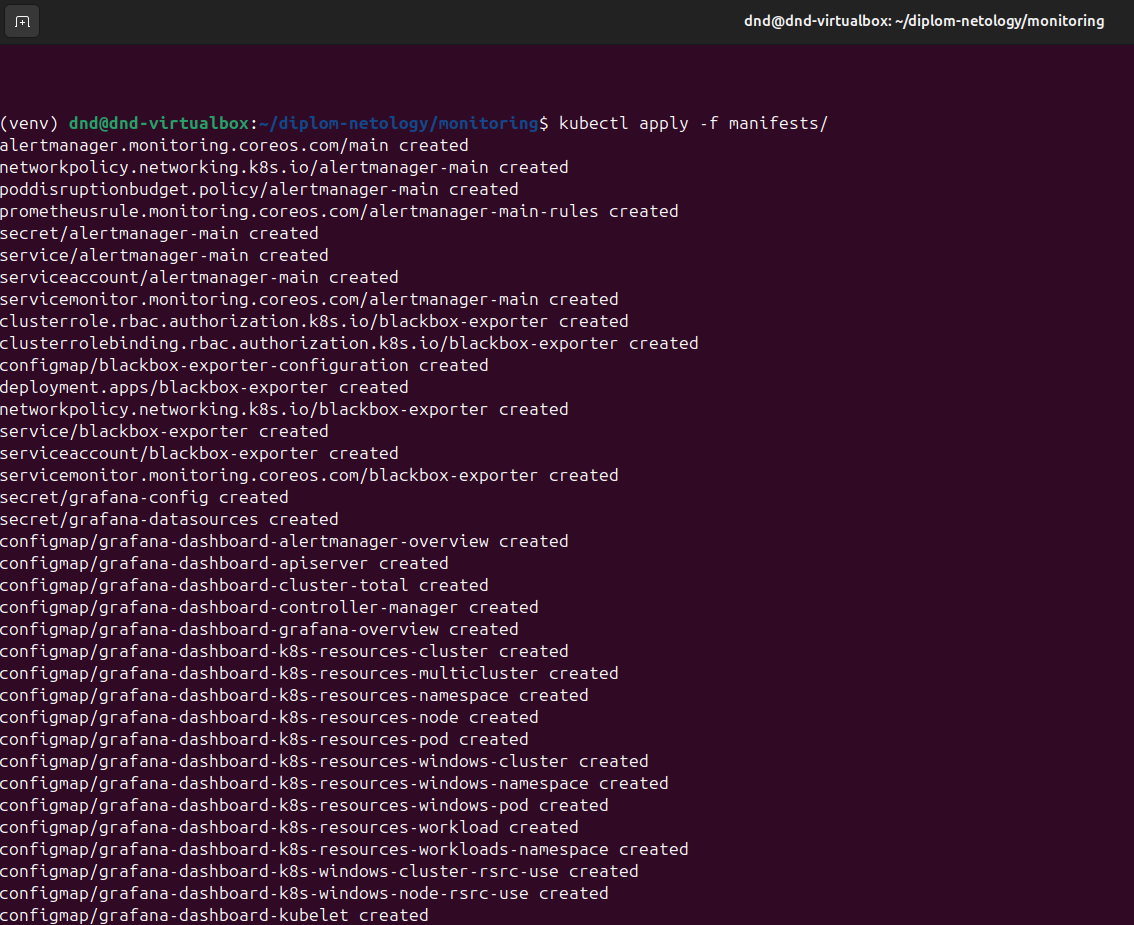 dnd@dnd-virtualbox: ~/diplom-netology/monitoring
(venv) dnd@dnd-virtualbox:~/diplom-netology/monitoring$ kubectl apply -f manifests/
alertmanager.monitoring.coreos.com/main created
networkpolicy.networking.k8s.io/alertmanager-main created
poddisruptionbudget.policy/alertmanager-main created
prometheusrule.monitoring.coreos.com/alertmanager-main-rules created
secret/alertmanager-main created
service/alertmanager-main created
serviceaccount/alertmanager-main created
servicemonitor.monitoring.coreos.com/alertmanager-main created
clusterrole.rbac.authorization.k8s.io/blackbox-exporter created
clusterrolebinding.rbac.authorization.k8s.io/blackbox-exporter created
configmap/blackbox-exporter-configuration created
deployment.apps/blackbox-exporter created
networkpolicy.networking.k8s.io/blackbox-exporter created
service/blackbox-exporter created
serviceaccount/blackbox-exporter created
servicemonitor.monitoring.coreos.com/blackbox-exporter created
secret/grafana-config created
secret/grafana-datasources created
configmap/grafana-dashboard-alertmanager-overview created
configmap/grafana-dashboard-apiserver created
configmap/grafana-dashboard-cluster-total created
configmap/grafana-dashboard-controller-manager created
configmap/grafana-dashboard-grafana-overview created
configmap/grafana-dashboard-k8s-resources-cluster created
configmap/grafana-dashboard-k8s-resources-multicluster created
configmap/grafana-dashboard-k8s-resources-namespace created
configmap/grafana-dashboard-k8s-resources-node created
configmap/grafana-dashboard-k8s-resources-pod created
configmap/grafana-dashboard-k8s-resources-windows-cluster created
configmap/grafana-dashboard-k8s-resources-windows-namespace created
configmap/grafana-dashboard-k8s-resources-windows-pod created
configmap/grafana-dashboard-k8s-resources-workload created
configmap/grafana-dashboard-k8s-resources-workloads-namespace created
configmap/grafana-dashboard-k8s-windows-cluster-rsrc-use created
configmap/grafana-dashboard-k8s-windows-node-rsrc-use created
configmap/grafana-dashboard-kubelet created